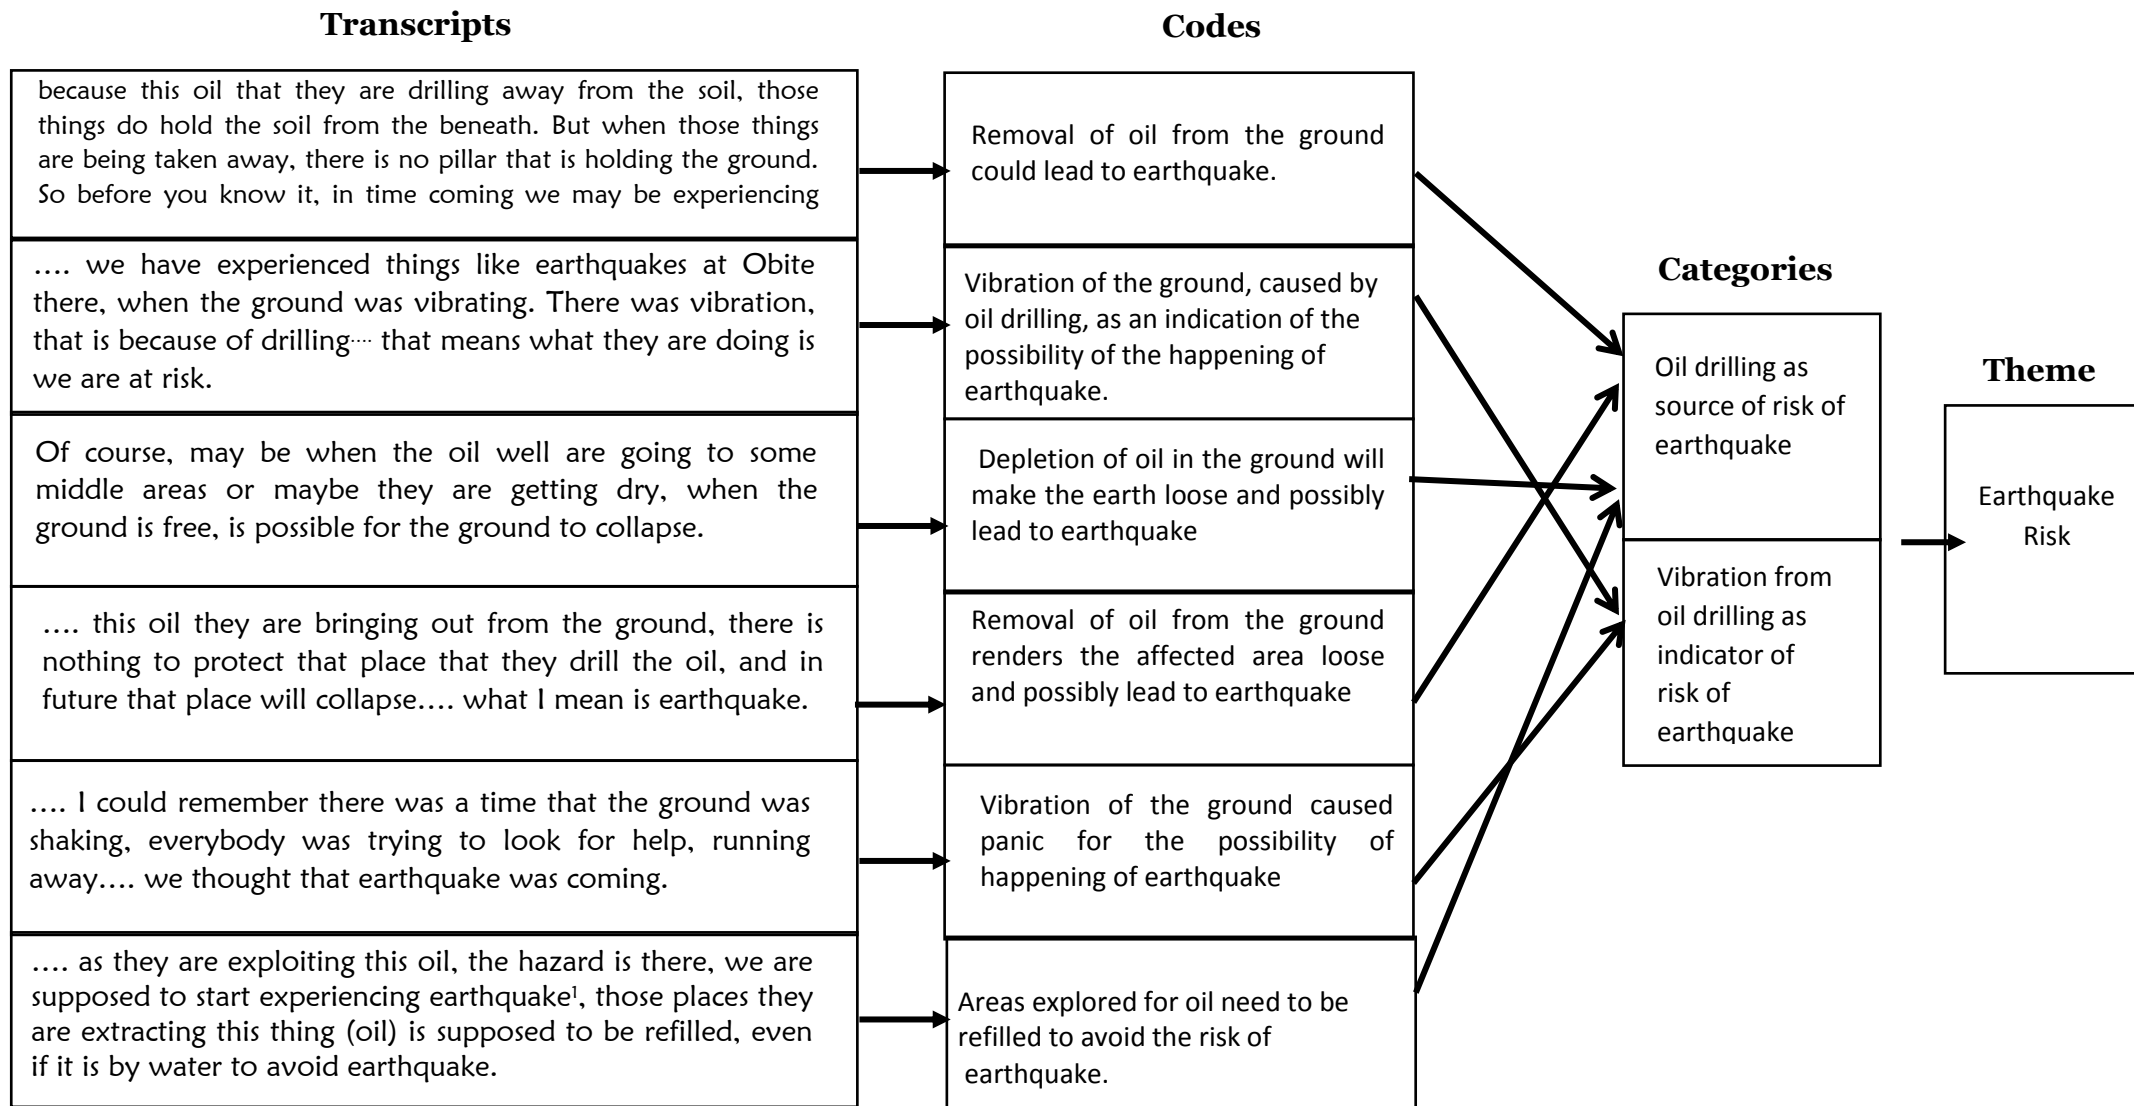 Transcripts
because this oil that they are drilling away from the soil, those
things do hold the soil from the beneath. But when those things
are being taken away, there is no pillar that is holding the ground.
So before you know it, in time coming we may be experiencing
.... we have experienced things like earthquakes at Obite
there, when the ground was vibrating. There was vibration,
that is because of drilling.... that means what they are doing is
we are at risk.
Of course, may be when the oil well are going to some
middle areas or maybe they are getting dry, when the
ground is free, is possible for the ground to collapse.
.... this oil they are bringing out from the ground, there is
nothing to protect that place that they drill the oil, and in
future that place will collapse.... what I mean is earthquake.
.... I could remember there was a time that the ground was
shaking, everybody was trying to look for help, running
away.... we thought that earthquake was coming.
.... as they are exploiting this oil, the hazard is there, we are
supposed to start experiencing earthquake¹, those places they
are extracting this thing (oil) is supposed to be refilled, even
if it is by water to avoid earthquake.
Codes
Removal of oil from the ground
could lead to earthquake.
Vibration of the ground, caused by
oil drilling, as an indication of the
possibility of the happening of
earthquake.
Depletion of oil in the ground will
make the earth loose and possibly
lead to earthquake
Removal of oil from the ground
renders the affected area loose
and possibly lead to earthquake
Vibration of the ground caused
panic for the possibility of
happening of earthquake
Areas explored for oil need to be
refilled to avoid the risk of
earthquake.
Categories
Oil drilling as
source of risk of
earthquake
Vibration from
oil drilling as
indicator of
risk of
earthquake
Theme
Earthquake
Risk